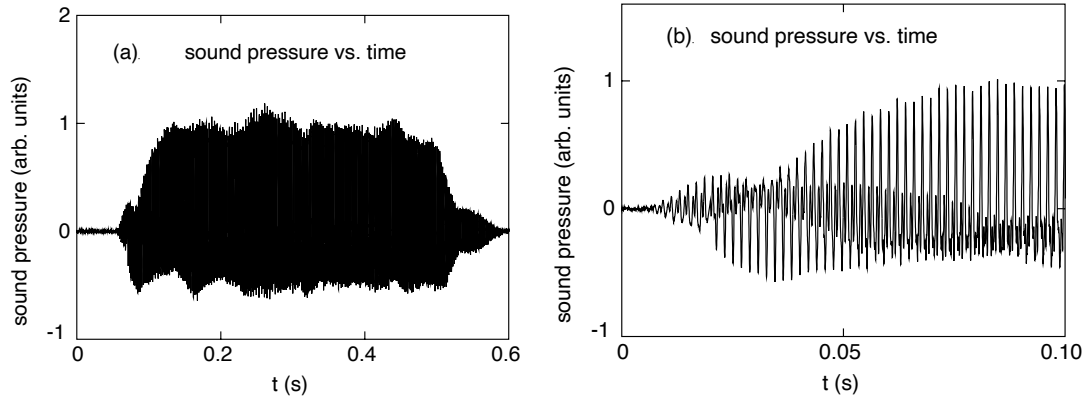 2
(a). sound pressure vs. time
1
0
-1
sound pressure (arb. units)
0 0.2 0.4 0.6
t (s)
(b). sound pressure vs. time
1
0
-1
sound pressure (arb. units)
0 0.05 0.10
t (s)